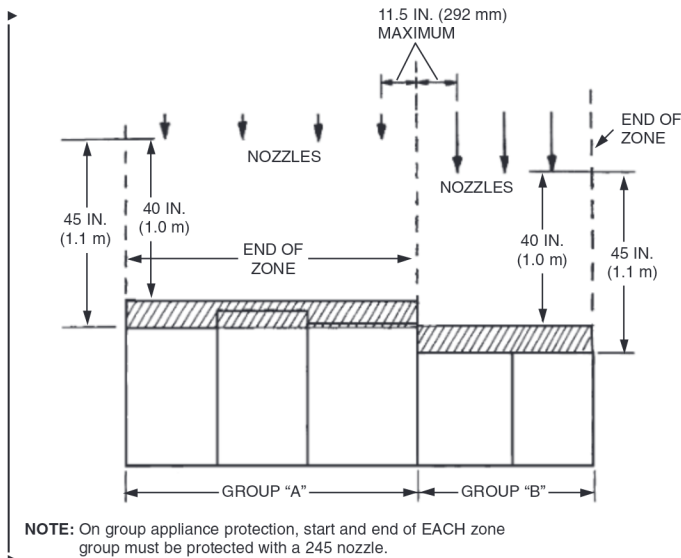 11.5 IN. (292 mm)
MAXIMUM
END OF
ZONE
NOZZLES
NOZZLES
45 IN.
(1.1 m)
40 IN.
(1.0 m)
END OF
ZONE
40 IN.
(1.0 m)
45 IN.
(1.1 m)
GROUP “A”
GROUP “B”
NOTE: On group appliance protection, start and end of EACH zone
group must be protected with a 245 nozzle.